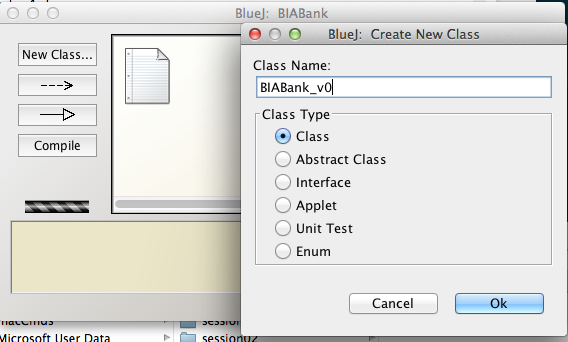 BlueJ: BIABank
New Class...
Compile
BlueJ: Create New Class
Class Name:
BIABank_v0
Class Type
Class
Abstract Class
Interface
Applet
Unit Test
Enum
Cancel
Ok
macCmds
Microsoft User Data
session02